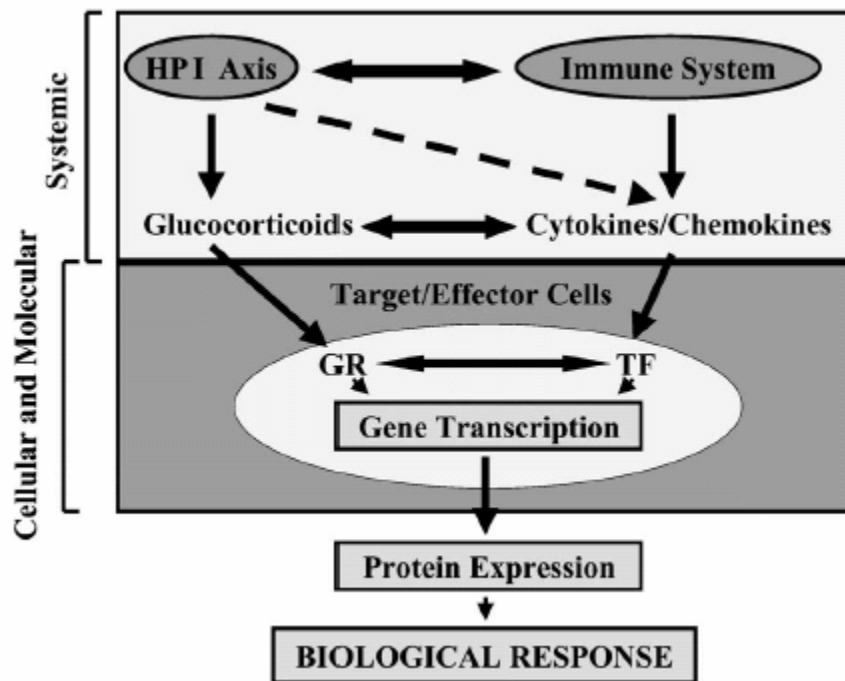 HPI Axis
Immune System
Systemic
Glucocorticoids
Cytokines/Chemokines
Cellular and Molecular
Target/Effector Cells
GR
TF
Gene Transcription
Protein Expression
BIOLOGICAL RESPONSE